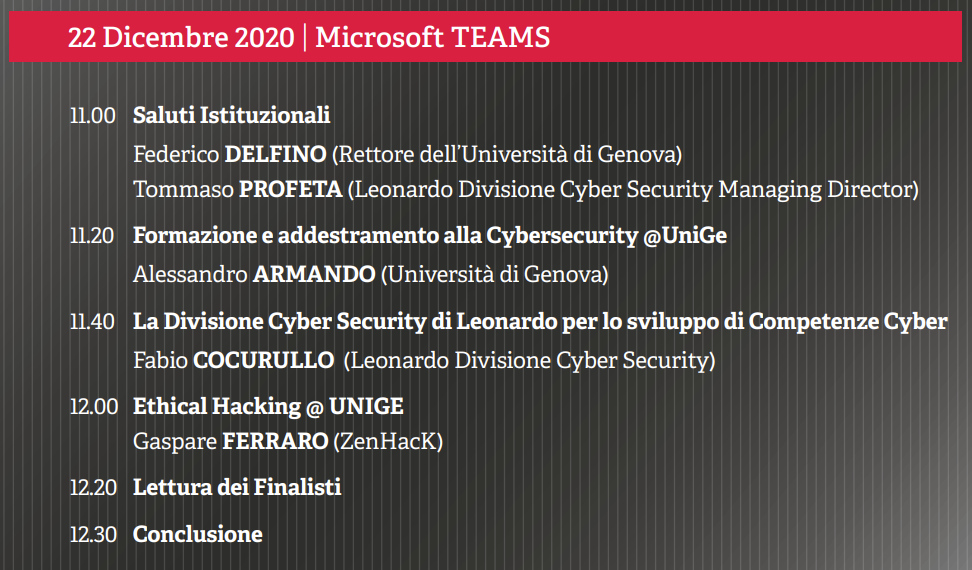 22 Dicembre 2020 | Microsoft TEAMS
11.00 Saluti Istituzionali
Federico DELFINO (Rettore dell'Università di Genova)
Tommaso PROFETA (Leonardo Divisione Cyber Security Managing Director)
11.20 Formazione e addestramento alla Cybersecurity @UniGe
Alessandro ARMANDO (Università di Genova)
11.40 La Divisione Cyber Security di Leonardo per lo sviluppo di Competenze Cyber
Fabio COCURULLO (Leonardo Divisione Cyber Security)
12.00 Ethical Hacking @ UNIGE
Gaspare FERRARO (ZenHacK)
12.20 Lettura dei Finalisti
12.30 Conclusione